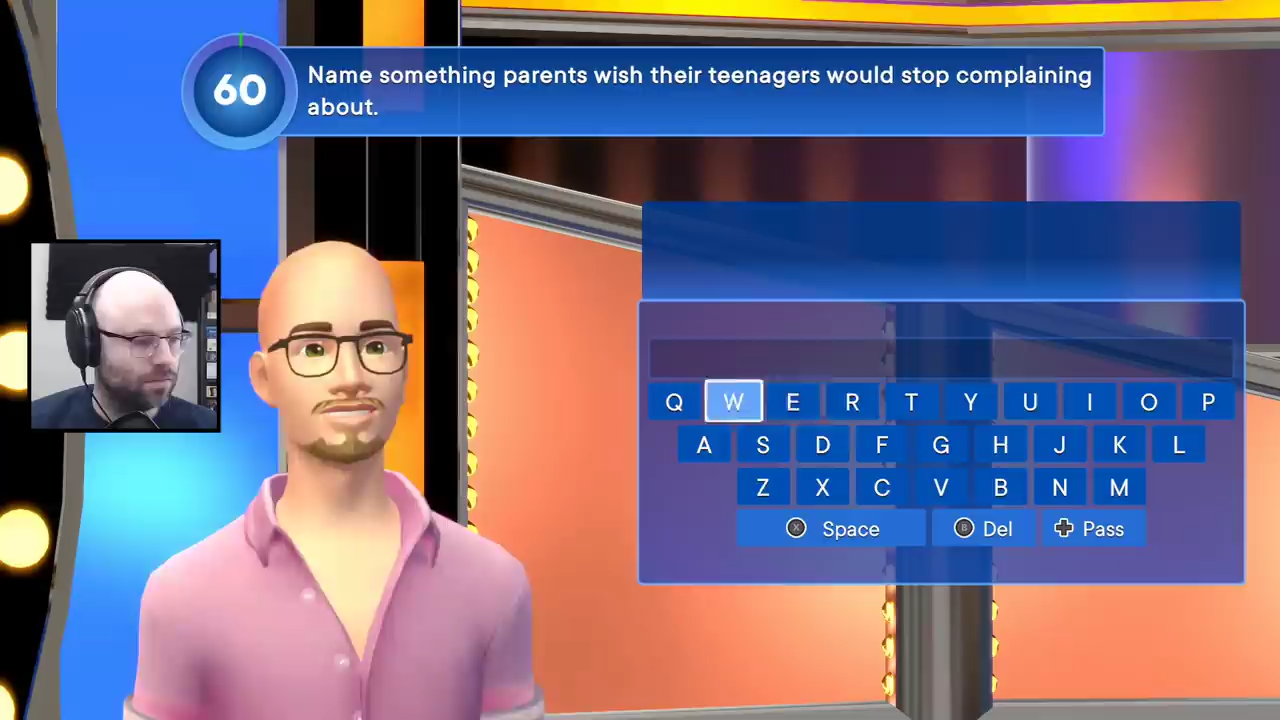 60
Name something parents wish their teenagers would stop complaining
about.
Q W E R T Y U I O P
A S D F G H J K L
Z X C V B N M
X Space B Del Pass